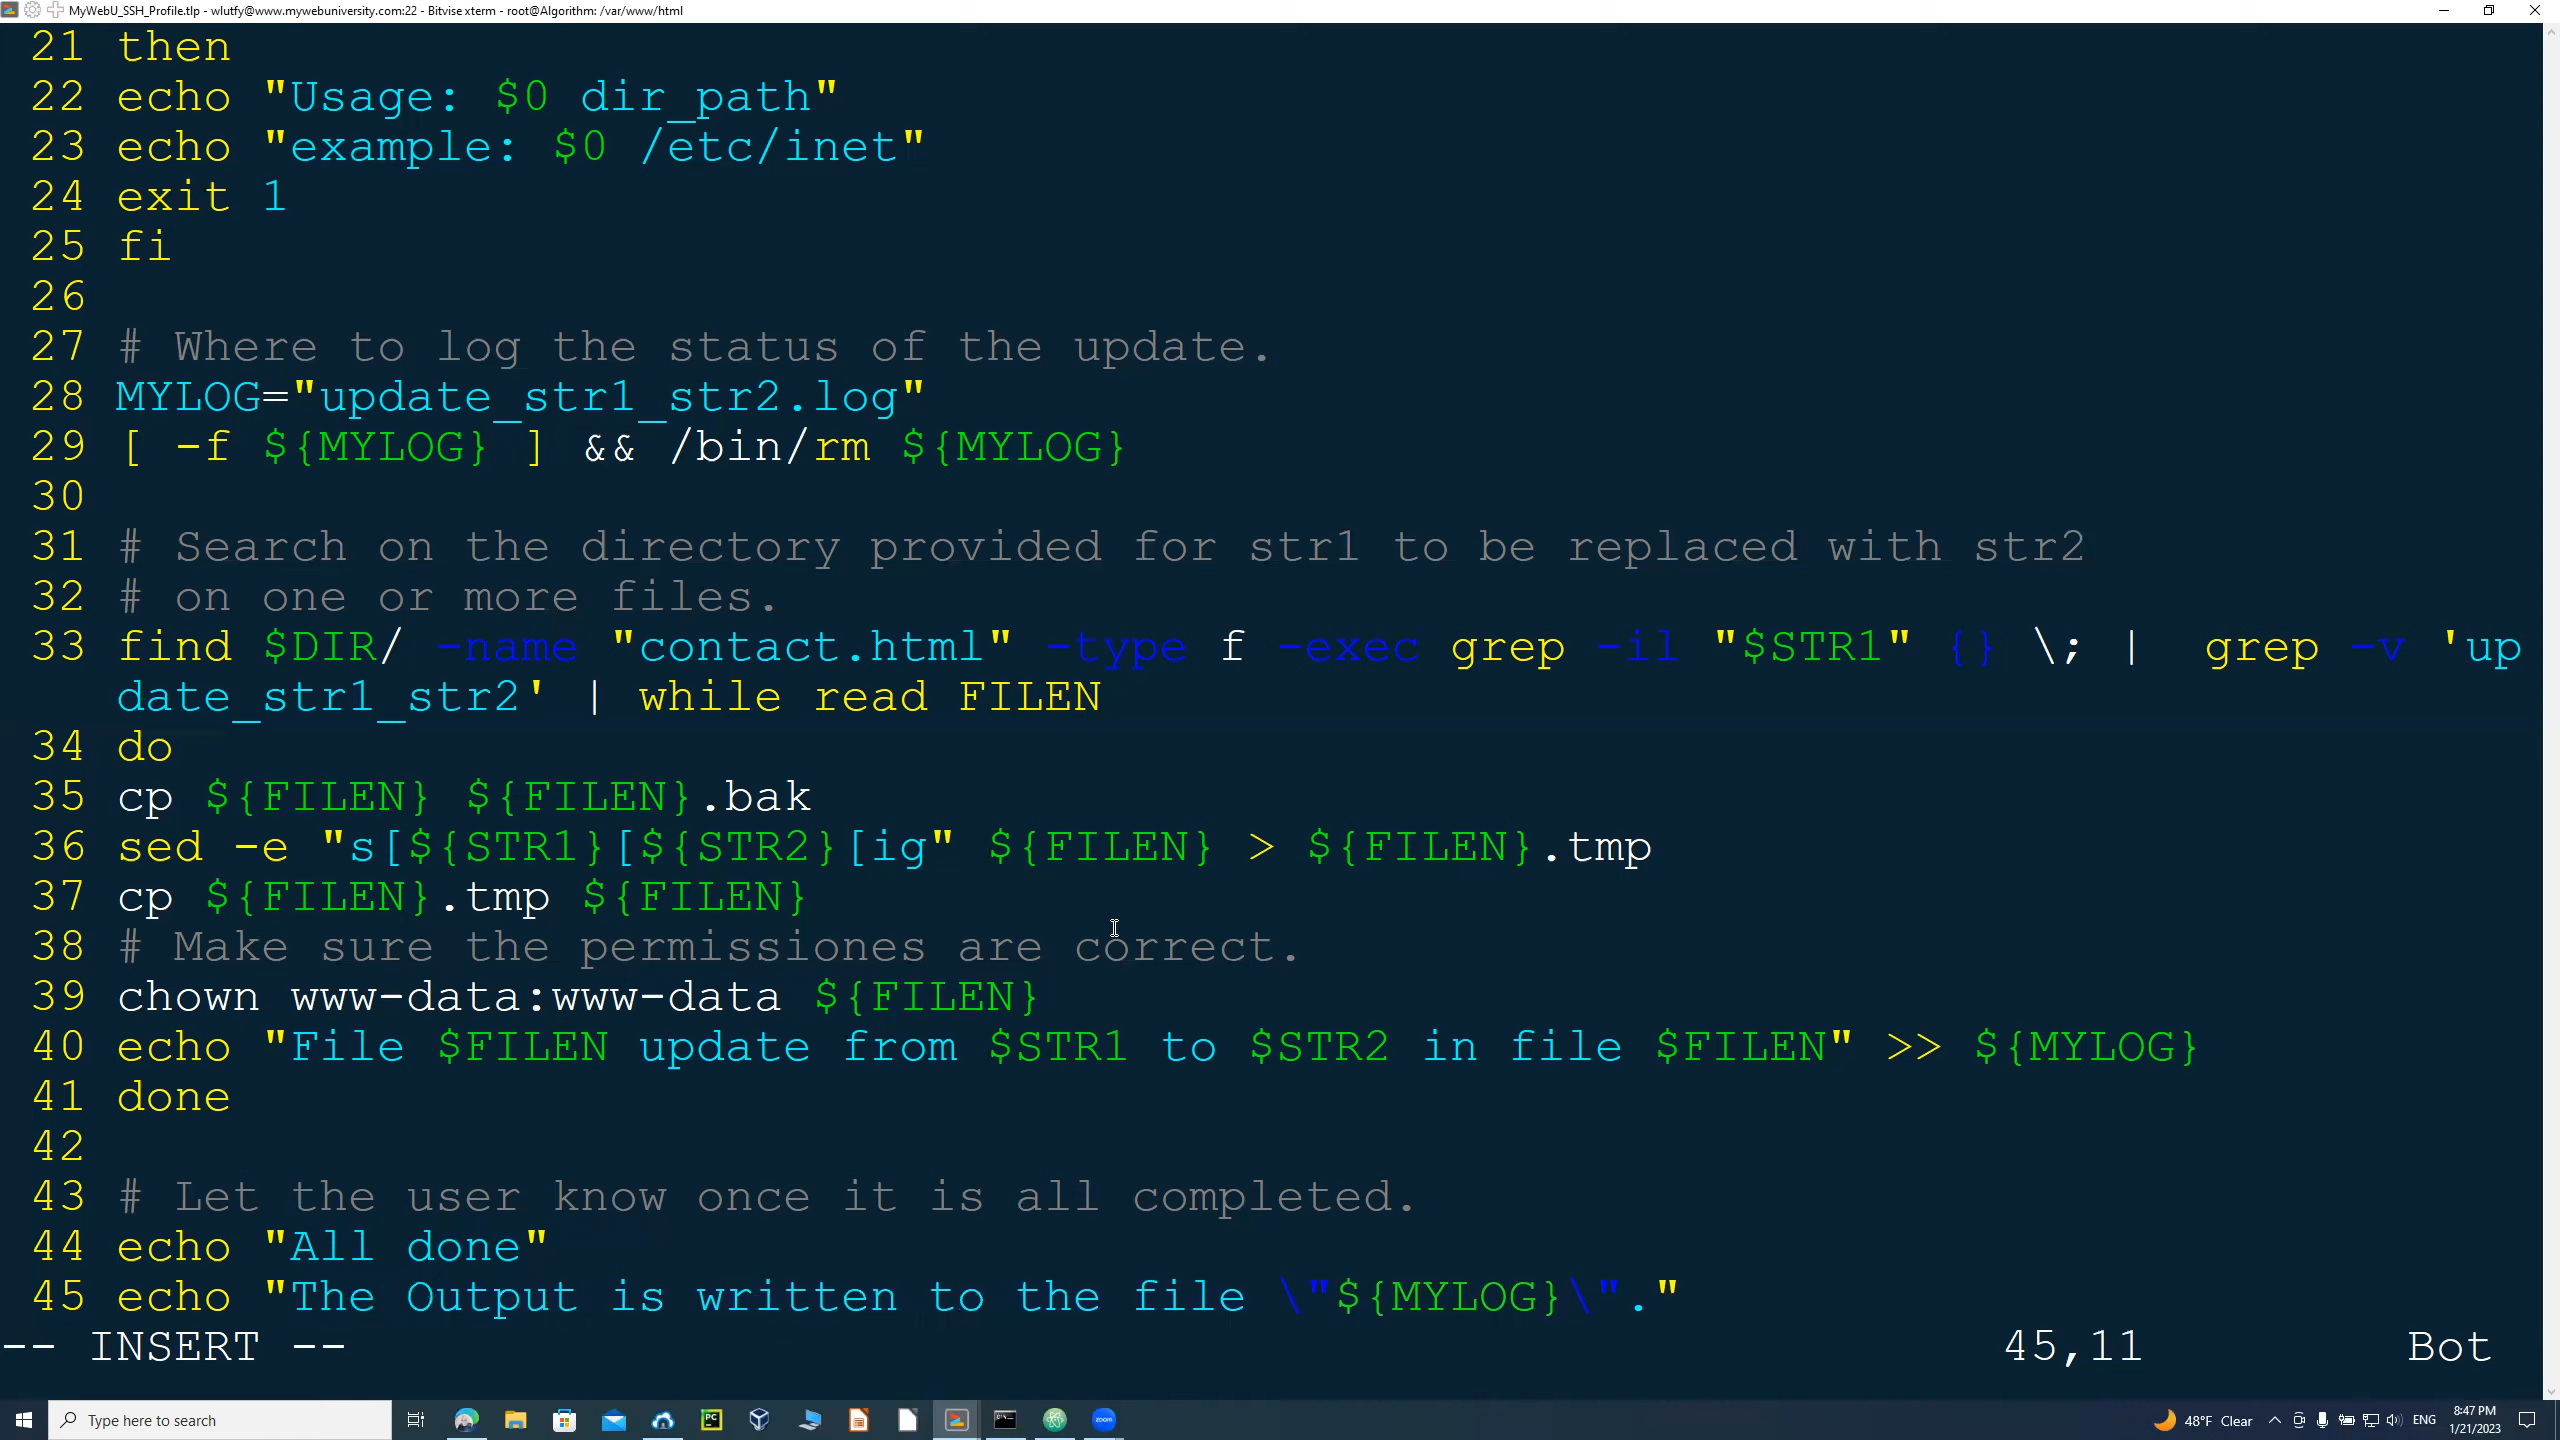 MyWebU_SSH_Profile.tlp - wlutfy@www.mywebuniversity.com:22 - Bitvise xterm - root@Algorithm: /var/www/html
21 then
22 echo "Usage: $0 dir_path"
23 echo "example: $0 /etc/inet"
24 exit 1
25 fi
26
27 # Where to log the status of the update.
28 MYLOG="update_str1_str2.log"
29 [ -f ${MYLOG} ] && /bin/rm ${MYLOG}
30
31 # Search on the directory provided for str1 to be replaced with str2
32 # on one or more files.
33 find $DIR/ -name "contact.html" -type f -exec grep -il "$STR1" {} \; |  grep -v 'up
date_str1_str2' | while read FILEN
34 do
35 cp ${FILEN} ${FILEN}.bak
36 sed -e "s[${STR1}[${STR2}[ig" ${FILEN} > ${FILEN}.tmp
37 cp ${FILEN}.tmp ${FILEN}
38 # Make sure the permissiones are correct.
39 chown www-data:www-data ${FILEN}
40 echo "File $FILEN update from $STR1 to $STR2 in file $FILEN" >> ${MYLOG}
41 done
42
43 # Let the user know once it is all completed.
44 echo "All done"
45 echo "The Output is written to the file \"${MYLOG}\"."
-- INSERT -- 45,11 Bot
Type here to search
PC
zoom
48°F Clear
ENG
8:47 PM
1/21/2023